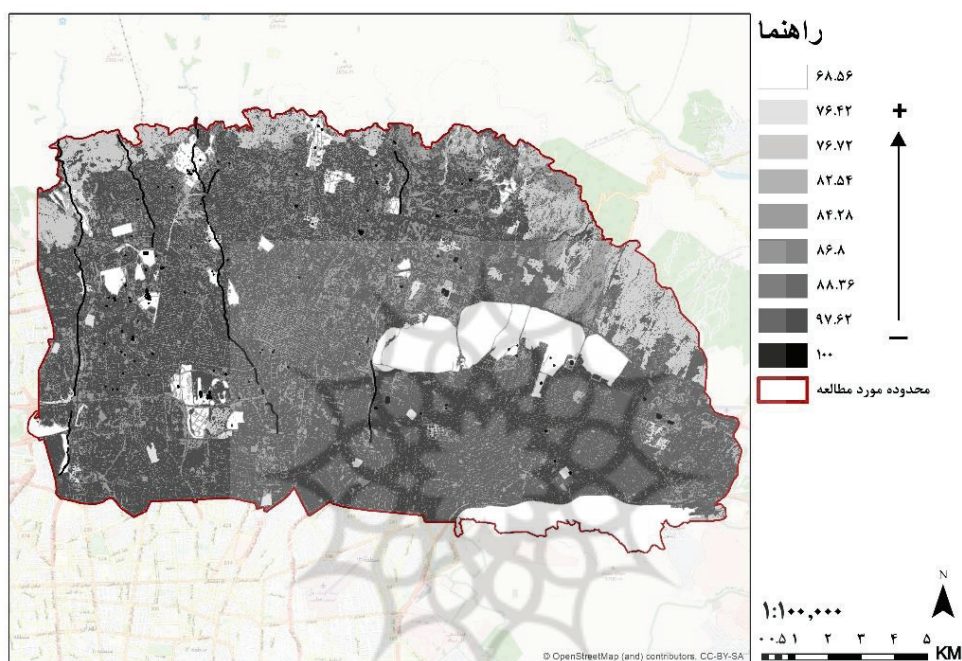 راهنما
۶۸.۵۶
۷۶.۴۲
۷۶.۷۲
۸۲.۵۴
۸۴.۲۸
۸۶.۸
۸۸.۳۶
۹۷.۶۲
۱۰۰
محدوده مورد مطالعه
+
−
N
۱:۱۰۰,۰۰۰
۰ ۰.۵ ۱ ۲ ۳ ۴ ۵
KM
© OpenStreetMap (and) contributors, CC-BY-SA